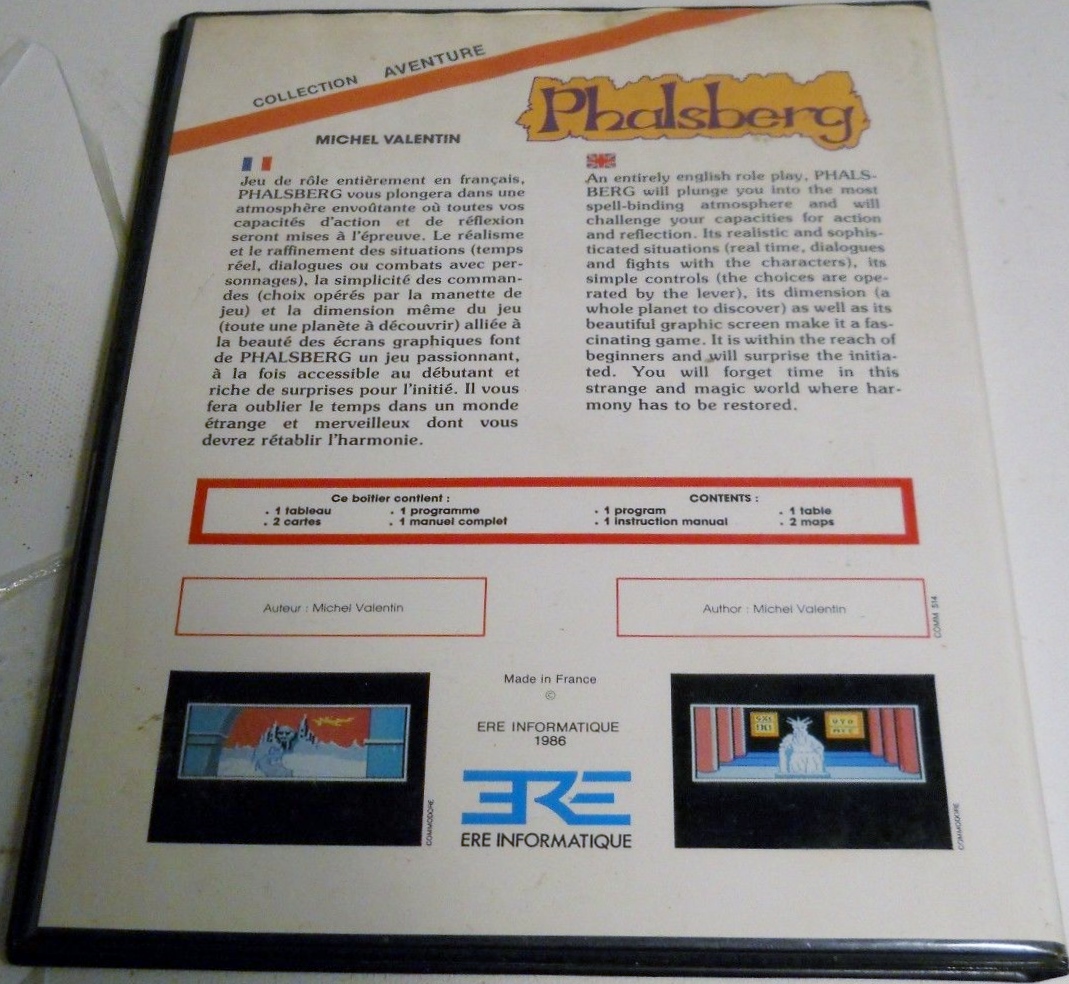 COLLECTION AVENTURE
Phalsberg
MICHEL VALENTIN
Jeu de rôle entièrement en français,
PHALSBERG vous plongera dans une
atmosphère envoûtante où toutes vos
capacités d'action et de réflexion
seront mises à l'épreuve. Le réalisme
et le raffinement des situations (temps
réel, dialogues ou combats avec per-
sonnages), la simplicité des comman-
des (choix opérés par la manette de
jeu) et la dimension même du jeu
(toute une planète à découvrir) alliée à
la beauté des écrans graphiques font
de PHALSBERG un jeu passionnant,
à la fois accessible au débutant et
riche de surprises pour l'initié. Il vous
fera oublier le temps dans un monde
étrange et merveilleux dont vous
devrez rétablir l'harmonie.
An entirely english role play, PHALS-
BERG will plunge you into the most
spell-binding atmosphere and will
challenge your capacities for action
and reflection. Its realistic and sophis-
ticated situations (real time, dialogues
and fights with the characters), its
simple controls (the choices are ope-
rated by the lever), its dimension (a
whole planet to discover) as well as its
beautiful graphic screen make it a fas-
cinating game. It is within the reach of
beginners and will surprise the initia-
ted. You will forget time in this
strange and magic world where har-
mony has to be restored.
Ce boîtier contient :
. 1 tableau . 1 programme
. 2 cartes . 1 manuel complet
CONTENTS :
. 1 program . 1 table
. 1 instruction manual . 2 maps
Auteur : Michel Valentin
Author : Michel Valentin
COMM 514
Made in France
©
ERE INFORMATIQUE
1986
ERE
ERE INFORMATIQUE
COMMODORE
COMMODORE